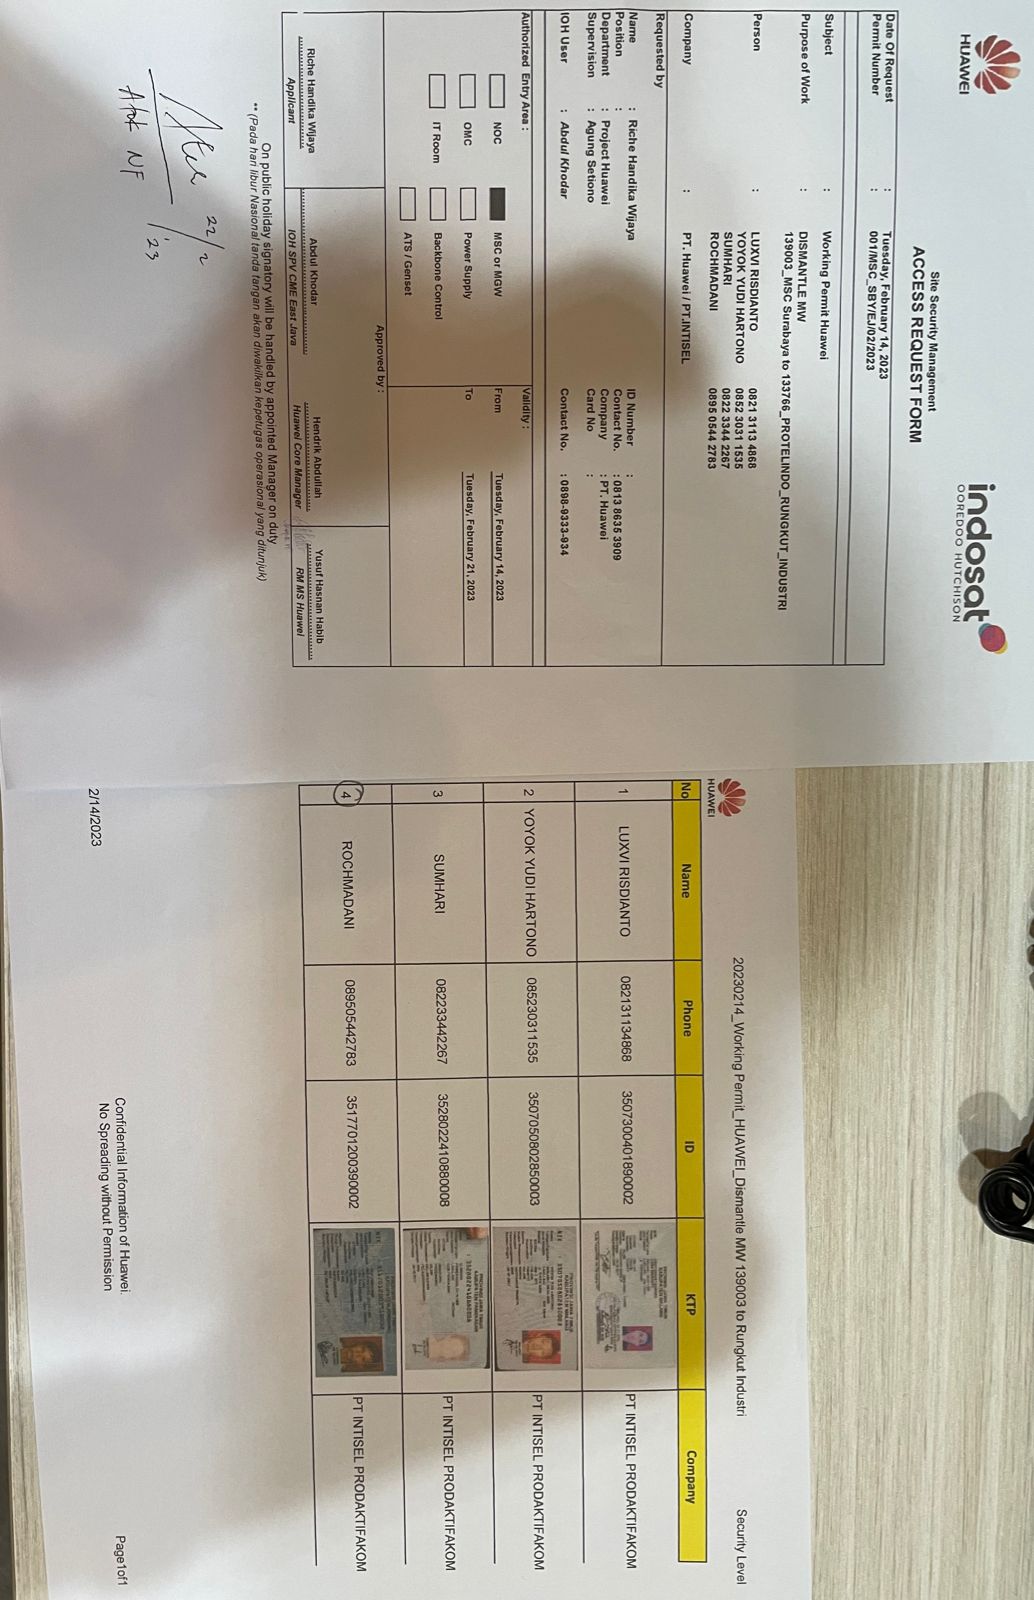 HUAWEI
indosat
OOREDOO HUTCHISON
Site Security Management
ACCESS REQUEST FORM
Date Of Request : Tuesday, February 14, 2023
Permit Number : 001/MSC_SBY/EJ/02/2023
Subject : Working Permit Huawei
Purpose of Work : DISMANTLE MW
139003_MSC Surabaya to 133766_PROTELINDO_RUNGKUT_INDUSTRI
Person : LUXVI RISDIANTO 0821 3113 4868
YOYOK YUDI HARTONO 0852 3031 1535
SUMHARI 0822 3344 2267
ROCHMADANI 0895 0544 2783
Company : PT. Huawei / PT.INTISEL
Requested by
Name : Riche Handika Wijaya ID Number :
Position : Contact No. : 0813 8635 3909
Department : Project Huawei Company : PT. Huawei
Supervision : Agung Setiono Card No :
IOH User : Abdul Khodar Contact No. : 0898-9333-934
Authorized Entry Area : Validity :
NOC MSC or MGW From Tuesday, February 14, 2023
OMC Power Supply To Tuesday, February 21, 2023
IT Room Backbone Control
ATS / Genset
Approved by :
Riche Handika Wijaya Abdul Khodar Hendrik Abdullah Yusuf Hasnan Habib
Applicant IOH SPV CME East Java Huawei Core Manager RM MS Huawei
On public holiday signatory will be handled by appointed Manager on duty
** (Pada hari libur Nasional tanda tangan akan diwakilkan kepetugas operasional yang ditunjuk)
22/2
/'23
NF
HUAWEI
20230214_Working Permit_HUAWEI_Dismantle MW 139003 to Rungkut Industri Security Level
No Name Phone ID KTP Company
1 LUXVI RISDIANTO 082131134868 3507300401890002 PT INTISEL PRODAKTIFAKOM
2 YOYOK YUDI HARTONO 085230311535 3507050802850003 PT INTISEL PRODAKTIFAKOM
3 SUMHARI 082233442267 3528022410880008 PT INTISEL PRODAKTIFAKOM
4 ROCHMADANI 089505442783 3517701200390002 PT INTISEL PRODAKTIFAKOM
2/14/2023 Confidential Information of Huawei. Page1of1
No Spreading without Permission